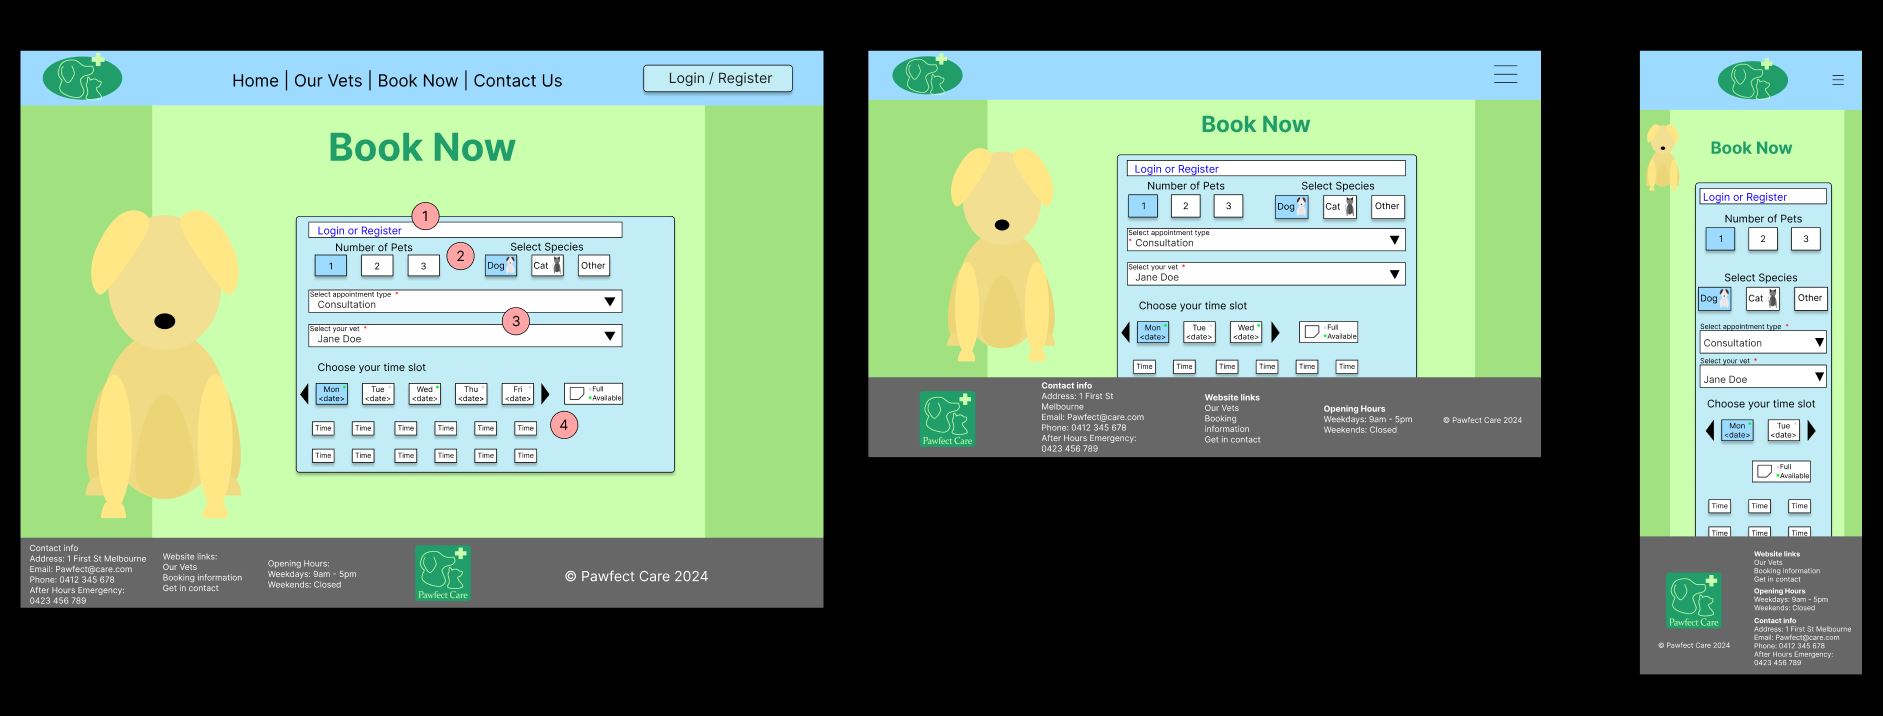 Home | Our Vets | Book Now | Contact Us
Login / Register
Book Now
1
Login or Register
2
Number of Pets
Select Species
1 2 3
Dog Cat Other
Select appointment type *
Consultation
3
Select your vet *
Jane Doe
Choose your time slot
Mon Tue Wed Thu Fri
<date> <date> <date> <date> <date>
Full
Available
4
Time Time Time Time Time Time
Time Time Time Time Time Time
Contact info
Address: 1 First St Melbourne
Email: Pawfect@care.com
Phone: 0412 345 678
After Hours Emergency:
0423 456 789
Website links:
Our Vets
Booking information
Get in contact
Opening Hours:
Weekdays: 9am - 5pm
Weekends: Closed
Pawfect Care
© Pawfect Care 2024
Book Now
Login or Register
Number of Pets
Select Species
1 2 3
Dog Cat Other
Select appointment type
* Consultation
Select your vet *
Jane Doe
Choose your time slot
Mon Tue Wed
<date> <date> <date>
Full
Available
Time Time Time Time Time Time
Pawfect Care
Contact info
Address: 1 First St
Melbourne
Email: Pawfect@care.com
Phone: 0412 345 678
After Hours Emergency:
0423 456 789
Website links
Our Vets
Booking
information
Get in contact
Opening Hours
Weekdays: 9am - 5pm
Weekends: Closed
© Pawfect Care 2024
Book Now
Login or Register
Number of Pets
1 2 3
Select Species
Dog Cat Other
Select appointment type *
Consultation
Select your vet *
Jane Doe
Choose your time slot
Mon Tue
<date> <date>
Full
Available
Time Time Time
Time Time Time
Pawfect Care
© Pawfect Care 2024
Website links
Our Vets
Booking information
Get in contact
Opening Hours
Weekdays: 9am - 5pm
Weekends: Closed
Contact info
Address: 1 First St Melbourne
Email: Pawfect@care.com
Phone: 0412 345 678
After Hours Emergency:
0423 456 789